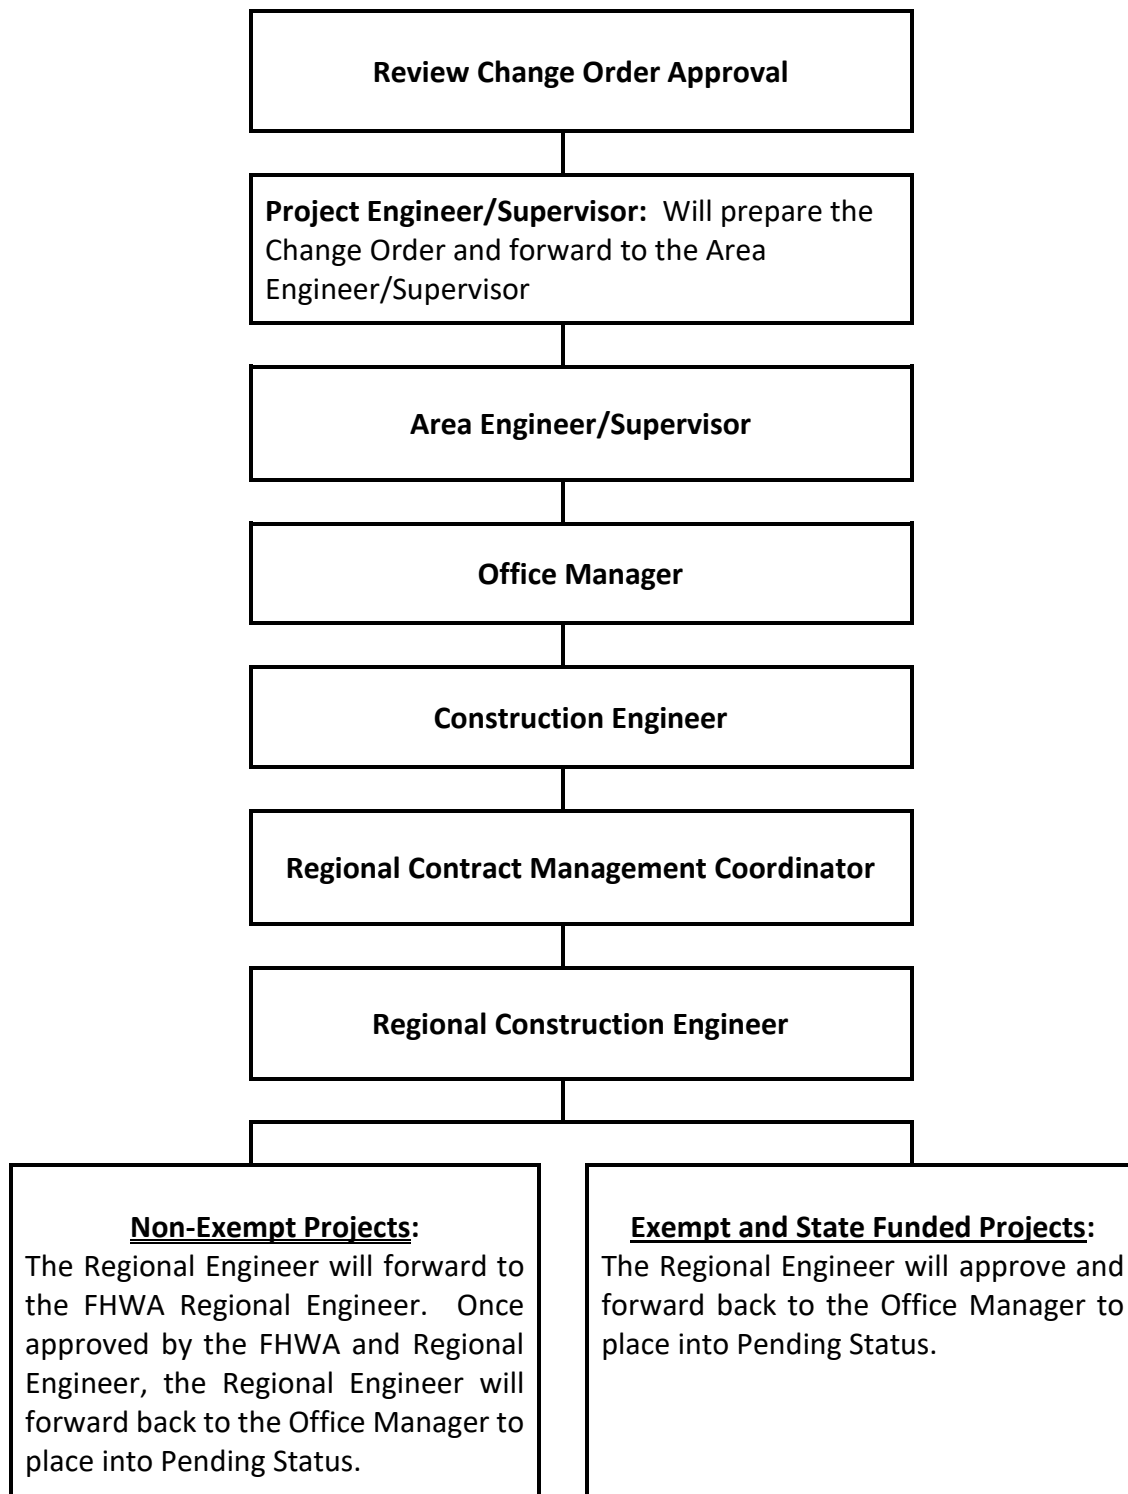 Review Change Order Approval
Project Engineer/Supervisor:  Will prepare the
Change Order and forward to the Area
Engineer/Supervisor
Area Engineer/Supervisor
Office Manager
Construction Engineer
Regional Contract Management Coordinator
Regional Construction Engineer
Non-Exempt Projects:
The Regional Engineer will forward to
the FHWA Regional Engineer.  Once
approved by the FHWA and Regional
Engineer, the Regional Engineer will
forward back to the Office Manager to
place into Pending Status.
Exempt and State Funded Projects:
The Regional Engineer will approve and
forward back to the Office Manager to
place into Pending Status.